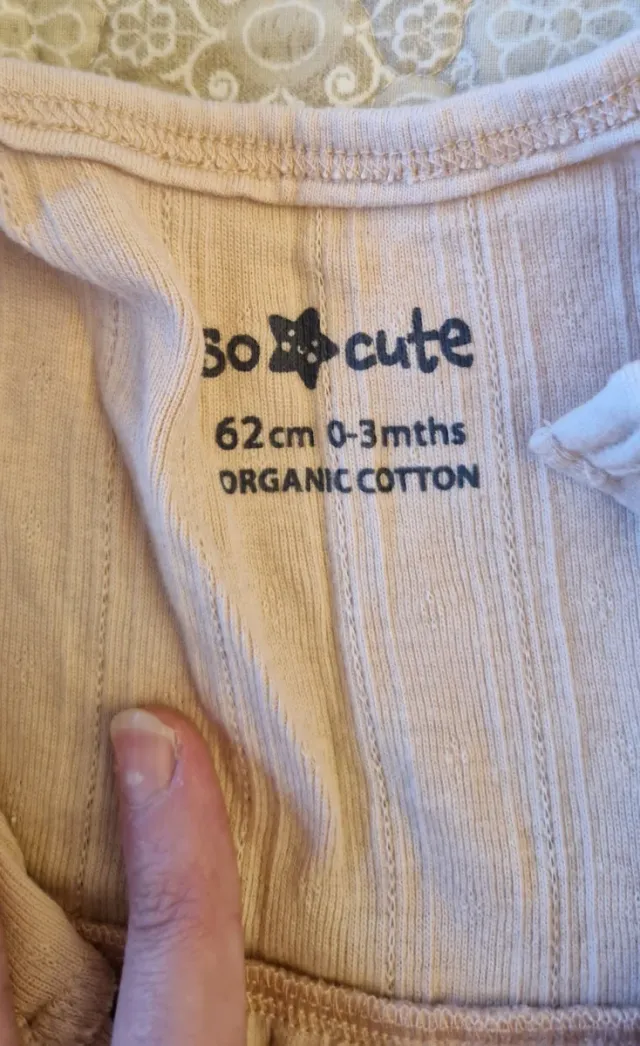 so cute
62cm 0-3mths
ORGANIC COTTON